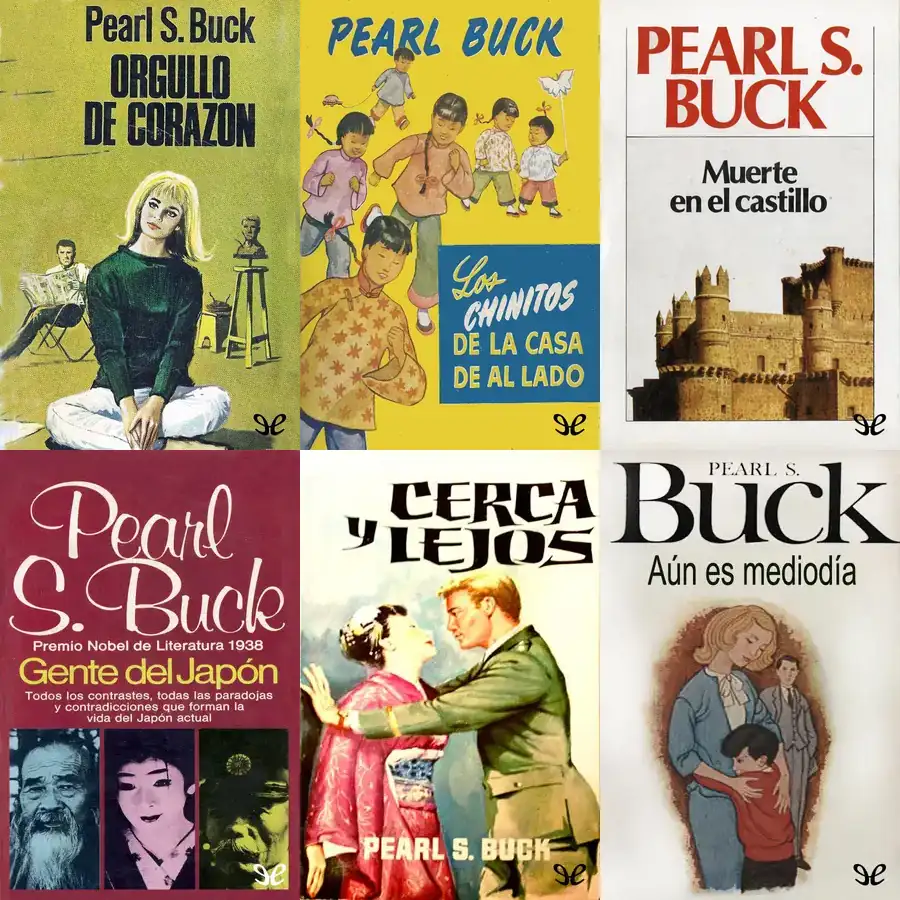 Pearl S. Buck
ORGULLO
DE CORAZON
PEARL BUCK
Los
CHINITOS
DE LA CASA
DE AL LADO
PEARL S.
BUCK
Muerte
en el castillo
Pearl
S. Buck
Premio Nobel de Literatura 1938
Gente del Japón
Todos los contrastes, todas las paradojas
y contradicciones que forman la
vida del Japón actual
CERCA
y LEJOS
PEARL S. BUCK
PEARL S.
Buck
Aún es mediodía